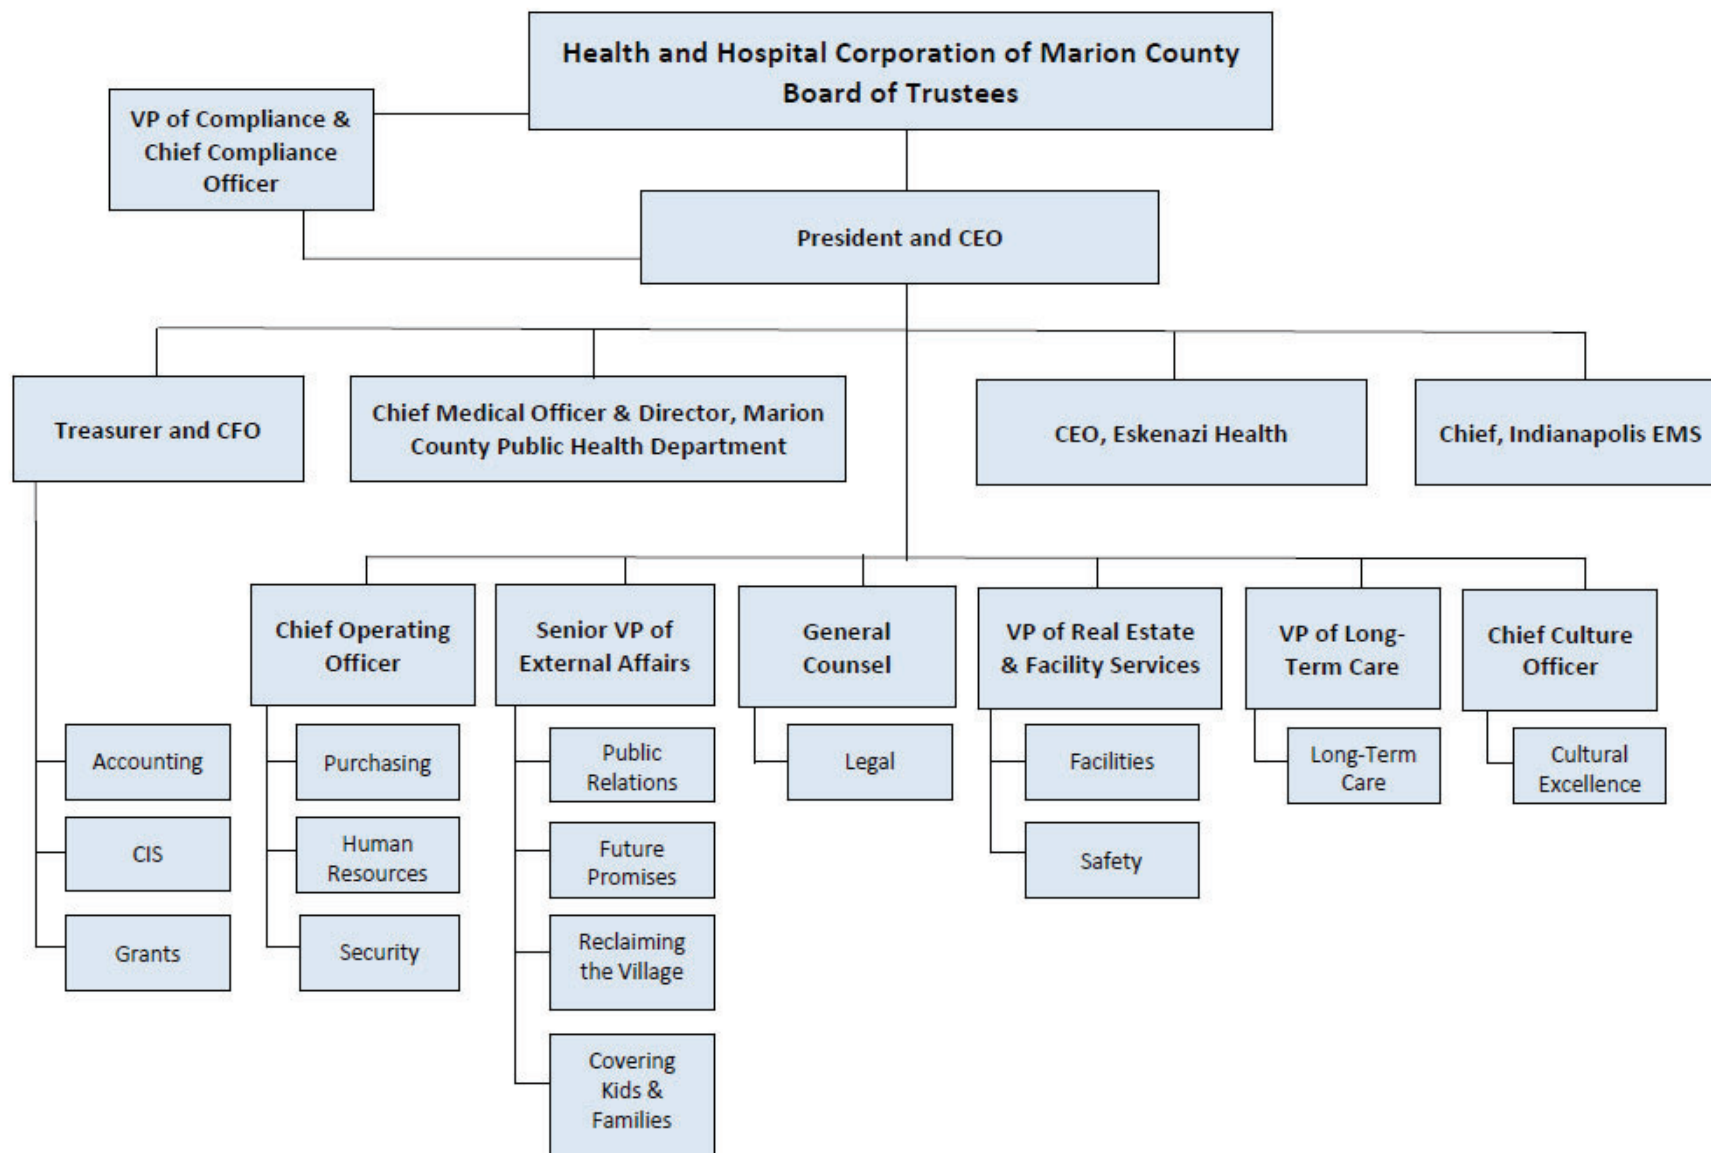 Health and Hospital Corporation of Marion County
Board of Trustees
VP of Compliance &
Chief Compliance
Officer
President and CEO
Treasurer and CFO
Chief Medical Officer & Director, Marion
County Public Health Department
CEO, Eskenazi Health
Chief, Indianapolis EMS
Chief Operating
Officer
Senior VP of
External Affairs
General
Counsel
VP of Real Estate
& Facility Services
VP of Long-
Term Care
Chief Culture
Officer
Accounting
CIS
Grants
Purchasing
Human
Resources
Security
Public
Relations
Future
Promises
Reclaiming
the Village
Covering
Kids &
Families
Legal
Facilities
Safety
Long-Term
Care
Cultural
Excellence